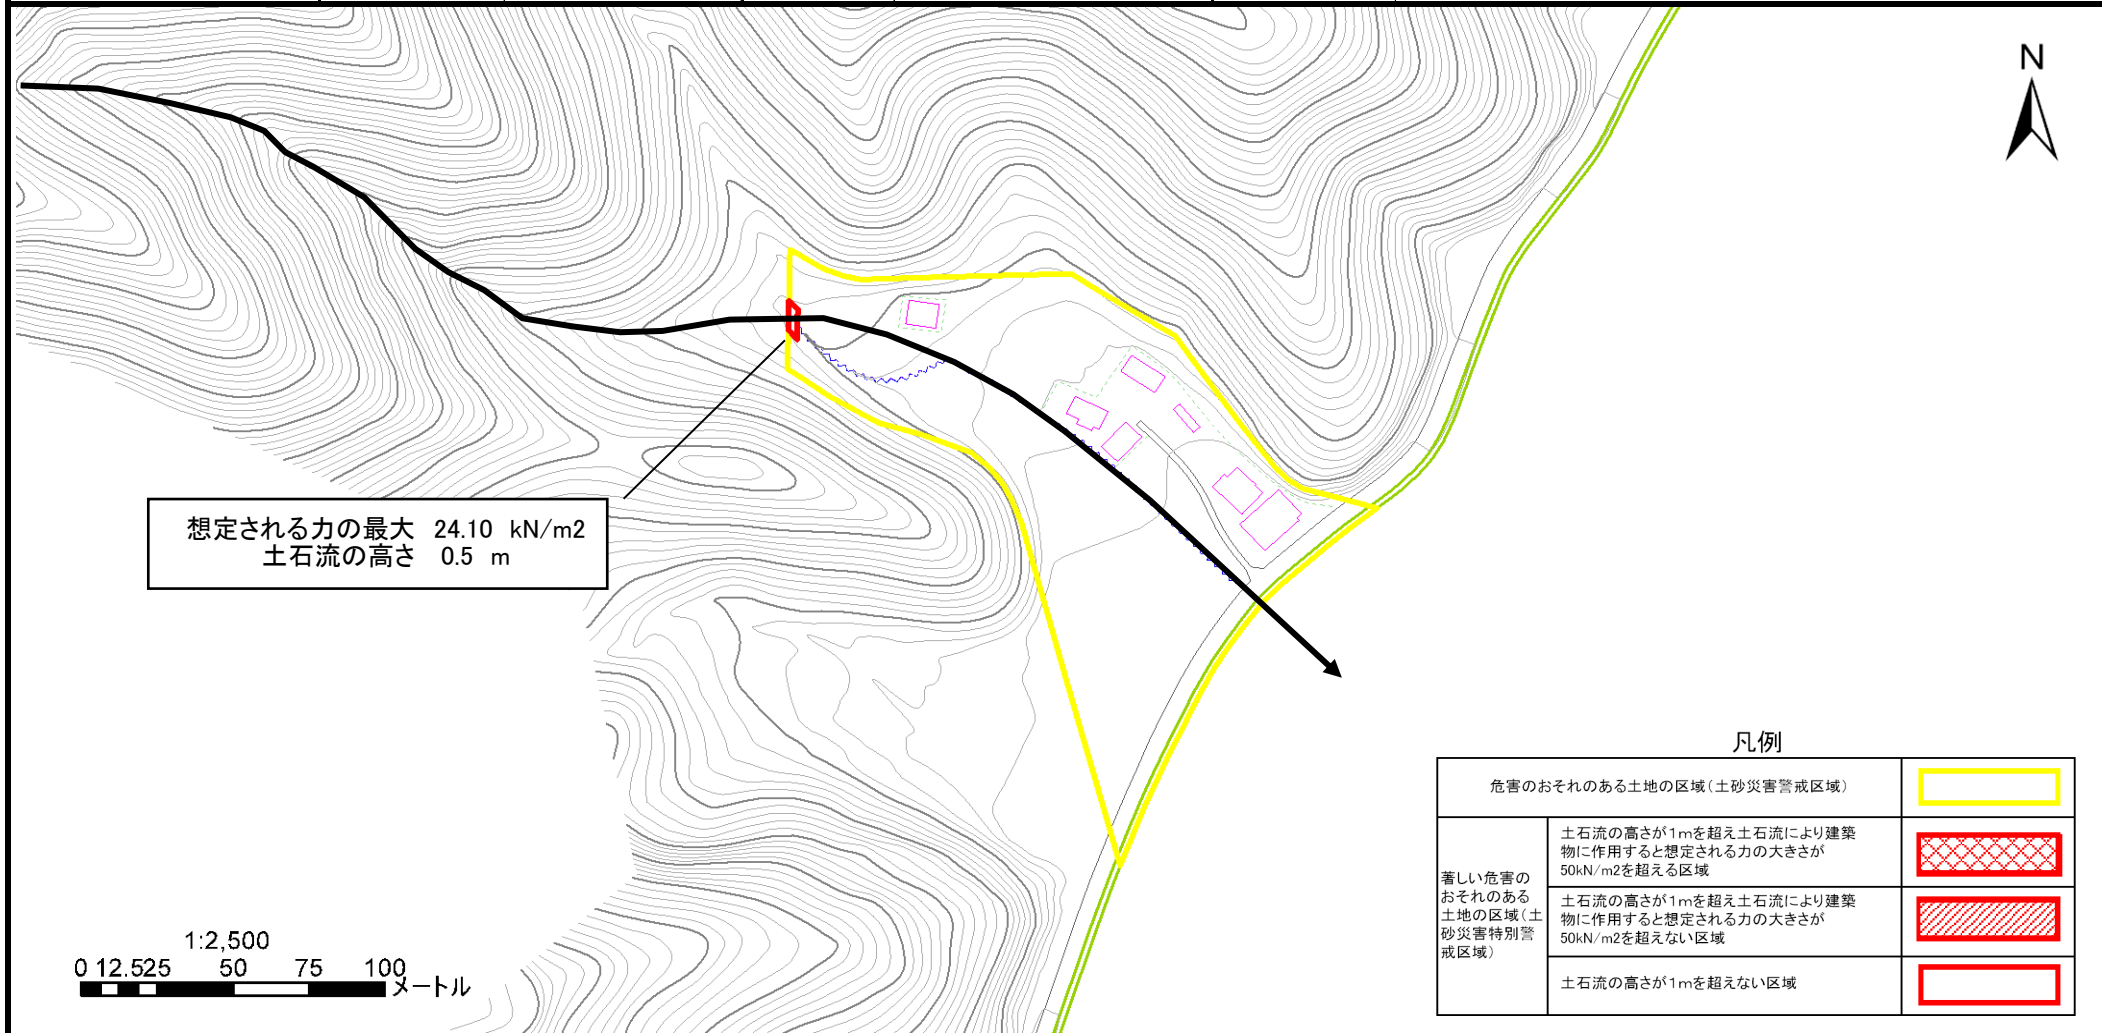 N
想定される力の最大 24.10 kN/m2
土石流の高さ 0.5 m
凡例
危害のおそれのある土地の区域(土砂災害警戒区域)
著しい危害の
おそれのある
土地の区域(土
砂災害特別警
戒区域)
土石流の高さが1mを超え土石流により建築
物に作用すると想定される力の大きさが
50kN/m2を超える区域
土石流の高さが1mを超え土石流により建築
物に作用すると想定される力の大きさが
50kN/m2を超えない区域
土石流の高さが1mを超えない区域
1:2,500
0 12.525 50 75 100
メートル